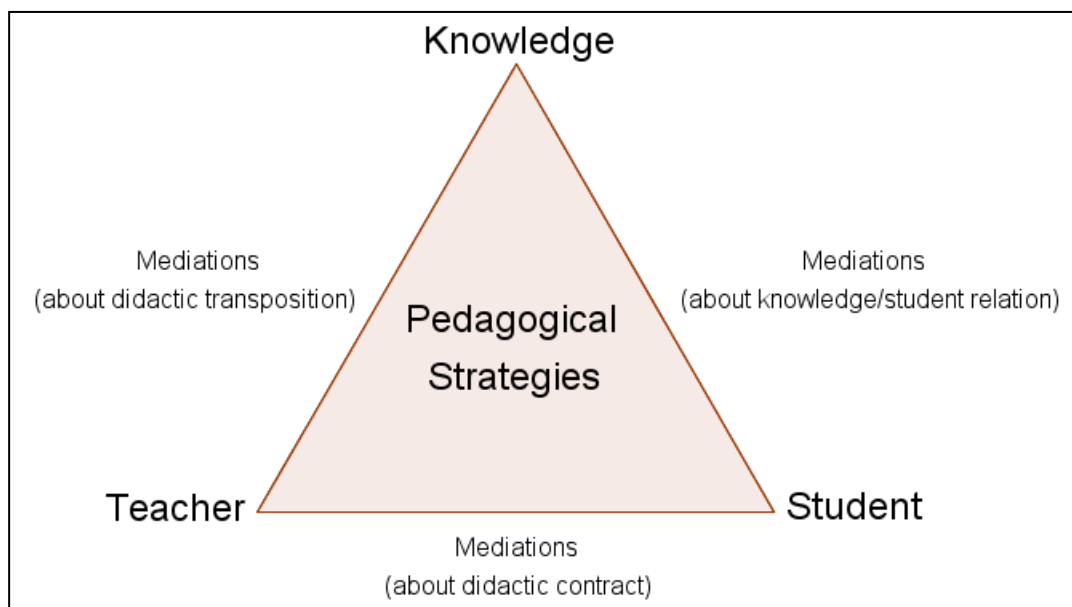 Knowledge
Mediations
(about didactic transposition)
Mediations
(about knowledge/student relation)
Pedagogical
Strategies
Teacher
Student
Mediations
(about didactic contract)